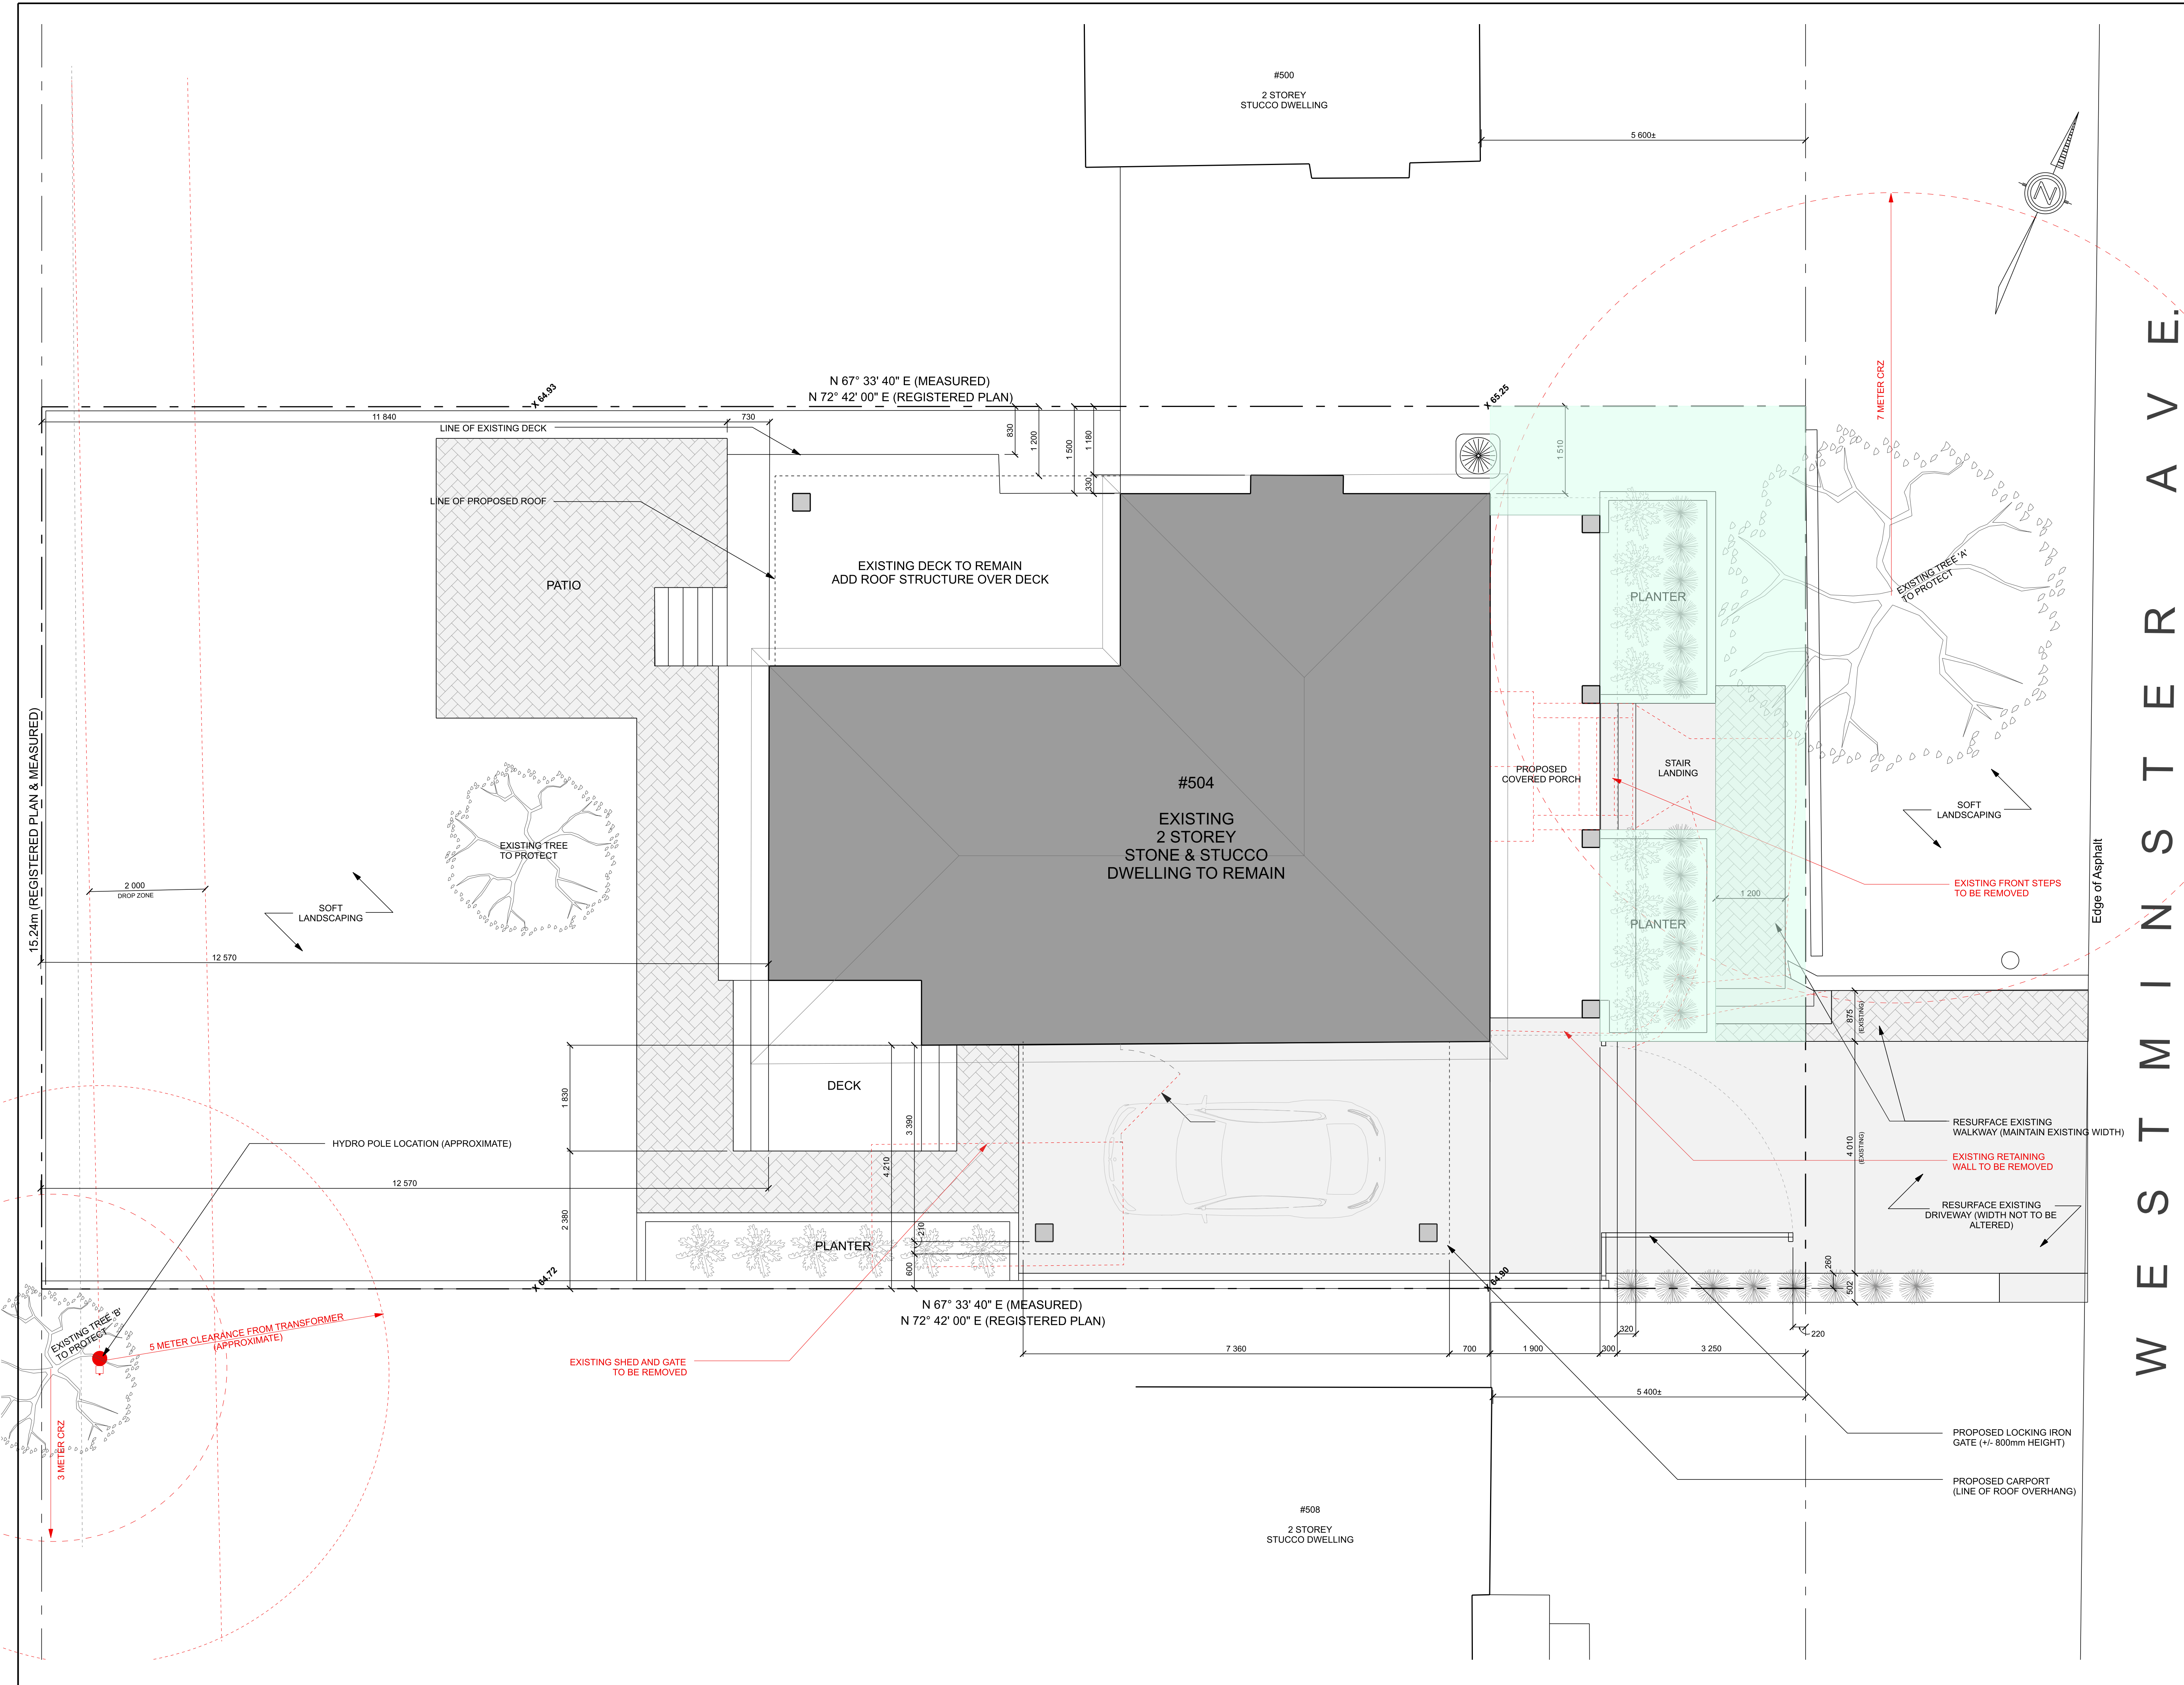 #500
2 STOREY
STUCCO DWELLING
5 600±
N
7 METER CRZ
WESTMINSTER AVE.
N 67° 33' 40" E (MEASURED)
N 72° 42' 00" E (REGISTERED PLAN)
X 64.93
X 65.25
11 840
730
LINE OF EXISTING DECK
830
1 200
1 500
1 180
330
1 510
LINE OF PROPOSED ROOF
EXISTING DECK TO REMAIN
ADD ROOF STRUCTURE OVER DECK
PATIO
PLANTER
EXISTING TREE 'A'
TO PROTECT
15.24m (REGISTERED PLAN & MEASURED)
#504
EXISTING
2 STOREY
STONE & STUCCO
DWELLING TO REMAIN
PROPOSED
COVERED PORCH
STAIR
LANDING
SOFT
LANDSCAPING
EXISTING TREE
TO PROTECT
2 000
DROP ZONE
SOFT
LANDSCAPING
12 570
1 200
PLANTER
EXISTING FRONT STEPS
TO BE REMOVED
Edge of Asphalt
875
(EXISTING)
1 830
DECK
3 390
4 210
4 010
(EXISTING)
HYDRO POLE LOCATION (APPROXIMATE)
RESURFACE EXISTING
WALKWAY (MAINTAIN EXISTING WIDTH)
EXISTING RETAINING
WALL TO BE REMOVED
12 570
RESURFACE EXISTING
DRIVEWAY (WIDTH NOT TO BE
ALTERED)
2 380
PLANTER
210
600
260
502
X 64.72
X 64.90
N 67° 33' 40" E (MEASURED)
N 72° 42' 00" E (REGISTERED PLAN)
EXISTING TREE 'B'
TO PROTECT
5 METER CLEARANCE FROM TRANSFORMER
(APPROXIMATE)
320
220
7 360
700
1 900
300
3 250
EXISTING SHED AND GATE
TO BE REMOVED
5 400±
3 METER CRZ
PROPOSED LOCKING IRON
GATE (+/- 800mm HEIGHT)
PROPOSED CARPORT
(LINE OF ROOF OVERHANG)
#508
2 STOREY
STUCCO DWELLING